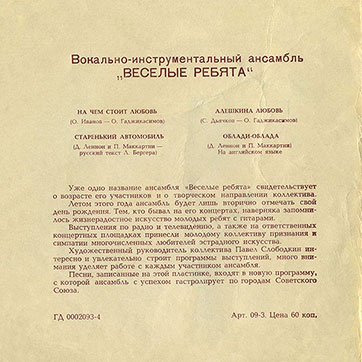 Вокально-инструментальный ансамбль
„ВЕСЕЛЫЕ РЕБЯТА“
НА ЧЕМ СТОИТ ЛЮБОВЬ
(О. Иванов — О. Гаджикасимов)
СТАРЕНЬКИЙ АВТОМОБИЛЬ
(Д. Леннон и П. Маккартни —
русский текст Л. Бергера)
АЛЕШКИНА ЛЮБОВЬ
(С. Дьячков — О. Гаджикасимов)
ОБЛАДИ-ОБЛАДА
(Д. Леннон и П. Маккартни)
На английском языке
Уже одно название ансамбля «Веселые ребята» свидетельствует
о возрасте его участников и о творческом направлении коллектива.
Летом этого года ансамбль будет лишь вторично отмечать свой
день рождения. Тем, кто бывал на его концертах, наверняка запомни-
лось жизнерадостное искусство молодых ребят с гитарами.
Выступления по радио и телевидению, а также на ответственных
концертных площадках принесли молодому коллективу признания и
симпатии многочисленных любителей эстрадного искусства.
Художественный руководитель коллектива Павел Слободкин ин-
тересно и увлекательно строит программы выступлений, много вни-
мания уделяет работе с каждым участником ансамбля.
Песни, записанные на этой пластинке, входят в новую программу,
с которой ансамбль с успехом гастролирует по городам Советского
Союза.
ГД 0002093-4
Арт. 09-3. Цена 60 коп.